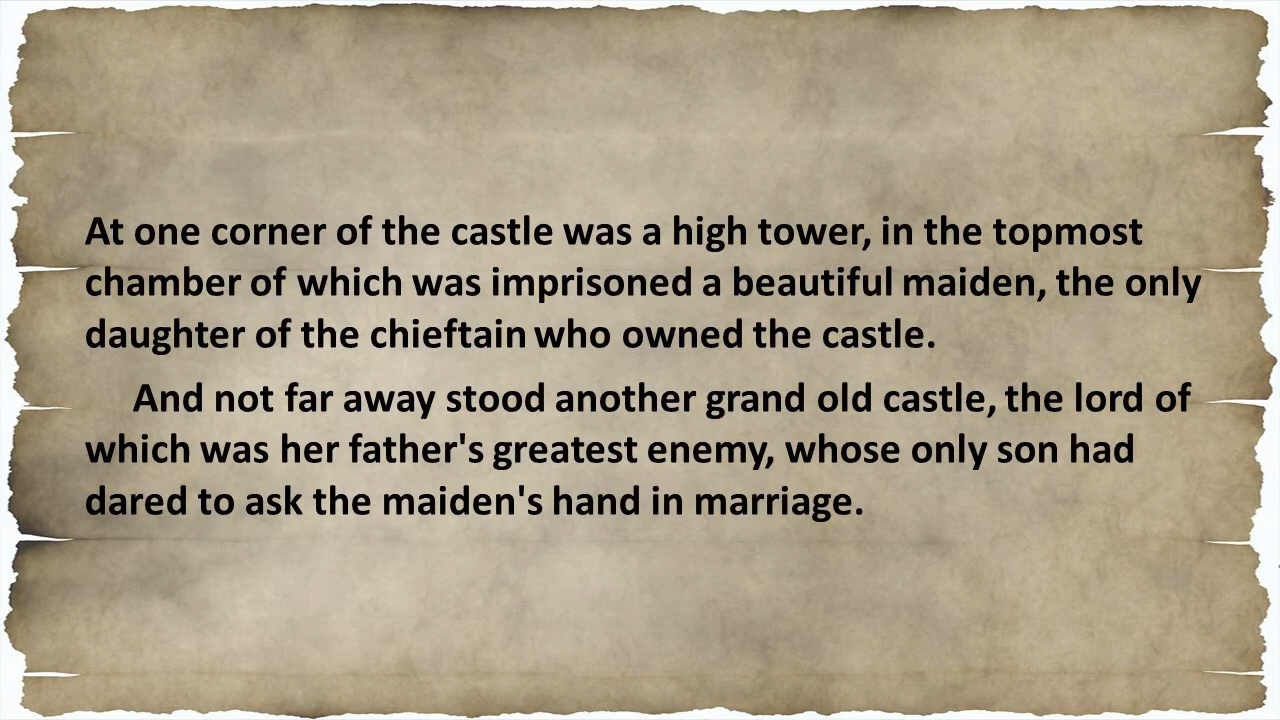 At one corner of the castle was a high tower, in the topmost
chamber of which was imprisoned a beautiful maiden, the only
daughter of the chieftain who owned the castle.
And not far away stood another grand old castle, the lord of
which was her father's greatest enemy, whose only son had
dared to ask the maiden's hand in marriage.